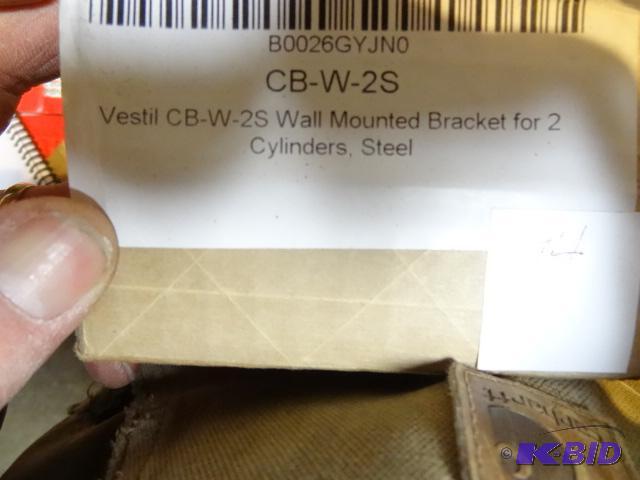 B0026GYJN0
CB-W-2S
Vestil CB-W-2S Wall Mounted Bracket for 2
Cylinders, Steel
K-BID